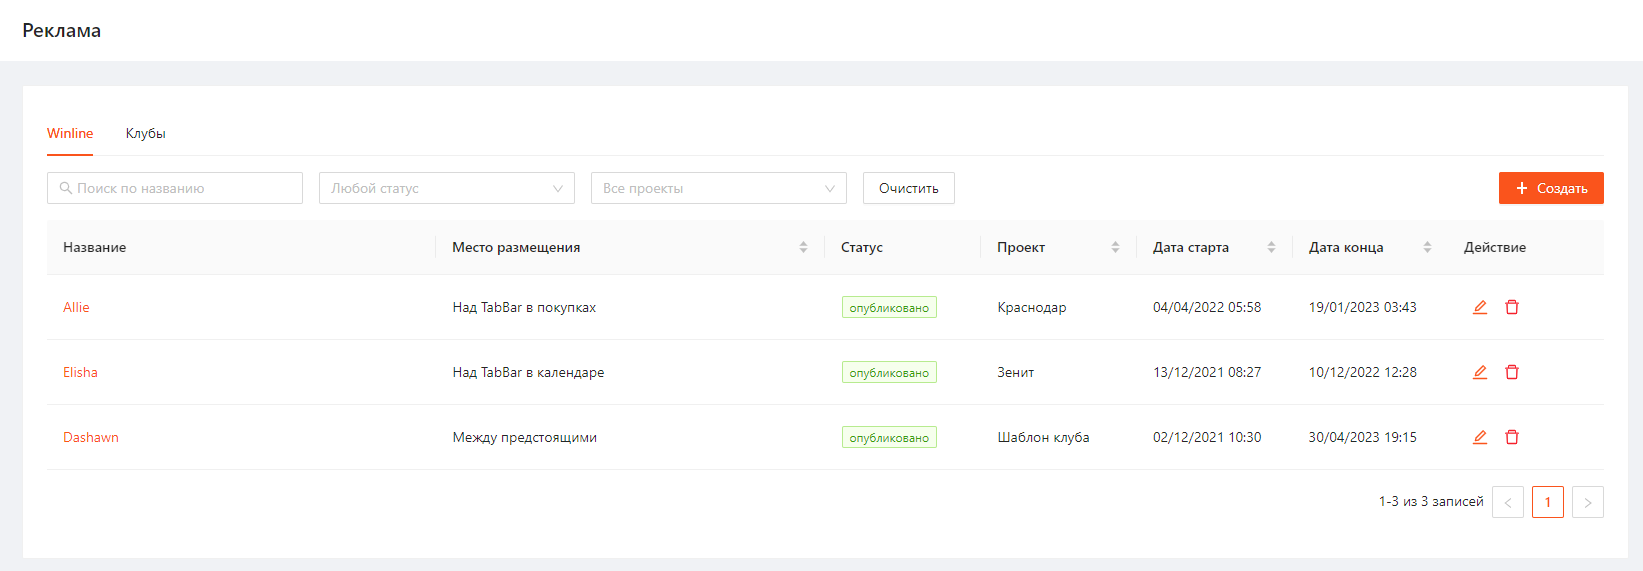 Реклама
Winline Клубы
Поиск по названию Любой статус Все проекты Очистить Создать
Название Место размещения Статус Проект Дата старта Дата конца Действие
Allie Над TabBar в покупках опубликовано Краснодар 04/04/2022 05:58 19/01/2023 03:43
Elisha Над TabBar в календаре опубликовано Зенит 13/12/2021 08:27 10/12/2022 12:28
Dashawn Между предстоящими опубликовано Шаблон клуба 02/12/2021 10:30 30/04/2023 19:15
1-3 из 3 записей < 1 >